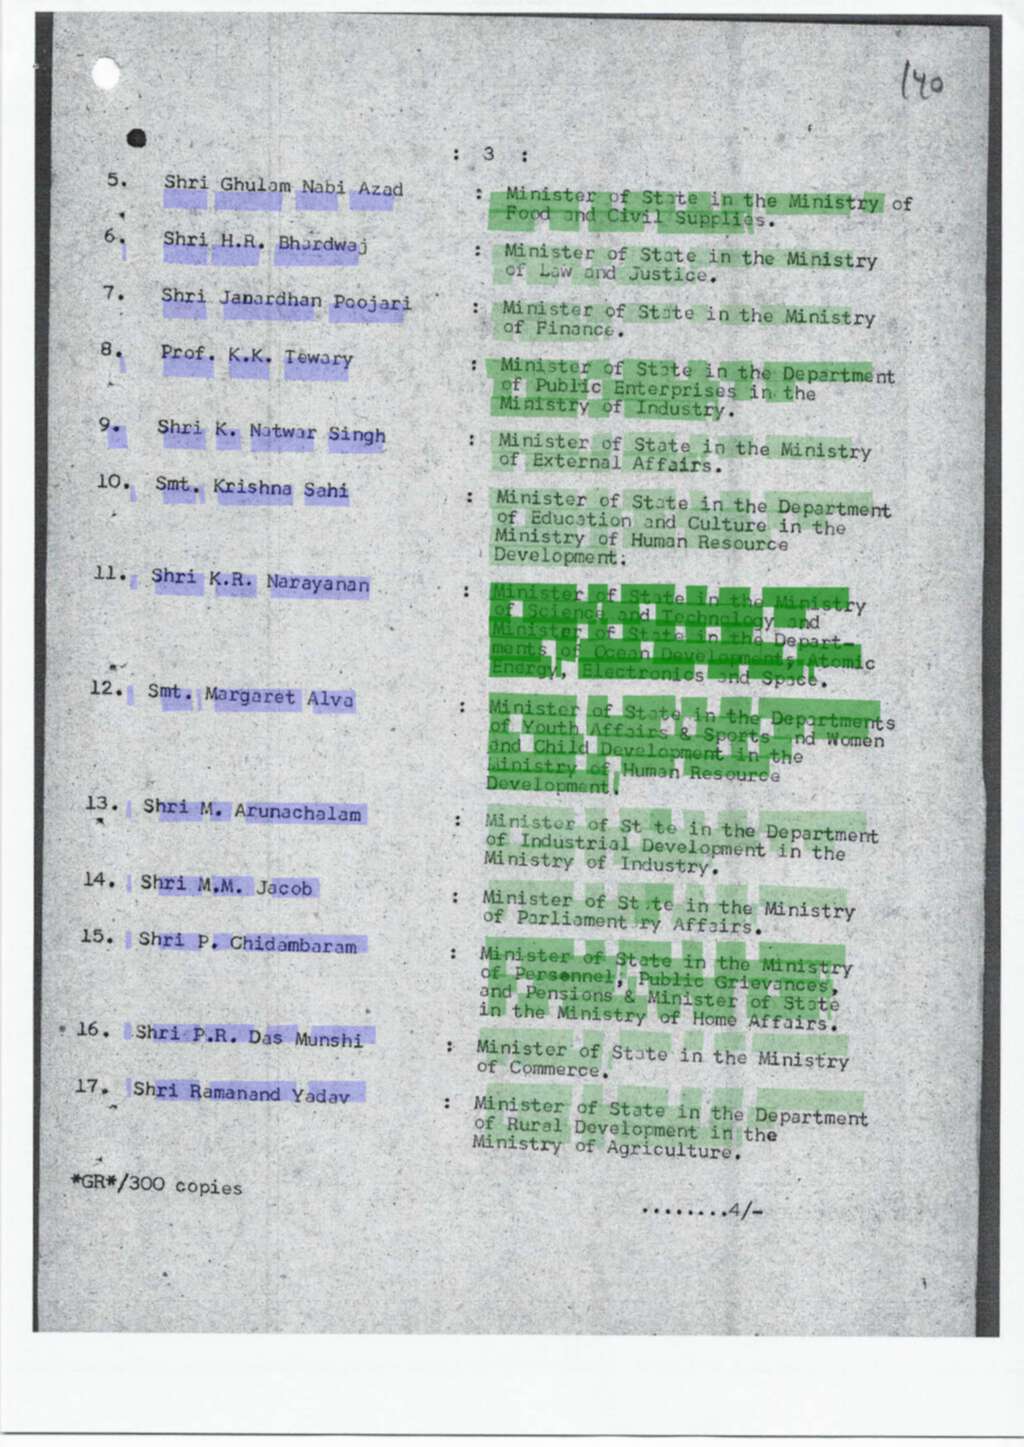 140
: 3 :
5. Shri Ghulam Nabi Azad : Minister of State in the Ministry of
Food and Civil Supplies.
6. Shri H.R. Bhardwaj : Minister of State in the Ministry
of Law and Justice.
7. Shri Janardhan Poojari : Minister of State in the Ministry
of Finance.
8. Prof. K.K. Tewary : Minister of State in the Department
of Public Enterprises in the
Ministry of Industry.
9. Shri K. Natwar Singh : Minister of State in the Ministry
of External Affairs.
10. Smt. Krishna Sahi : Minister of State in the Department
of Education and Culture in the
Ministry of Human Resource
Development.
11. Shri K.R. Narayanan : Minister of State in the Ministry
of Science and Technology and
Minister of State in the Depart-
ments of Ocean Developments, Atomic
Energy, Electronics and Space.
12. Smt. Margaret Alva : Minister of State in the Departments
of Youth Affairs & Sports and Women
and Child Development in the
Ministry of Human Resource
Development.
13. Shri M. Arunachalam : Minister of State in the Department
of Industrial Development in the
Ministry of Industry.
14. Shri M.M. Jacob : Minister of State in the Ministry
of Parliamentary Affairs.
15. Shri P. Chidambaram : Minister of State in the Ministry
of Personnel, Public Grievances,
and Pensions & Minister of State
in the Ministry of Home Affairs.
16. Shri P.R. Das Munshi : Minister of State in the Ministry
of Commerce.
17. Shri Ramanand Yadav : Minister of State in the Department
of Rural Development in the
Ministry of Agriculture.
*GR*/300 copies
........4/-